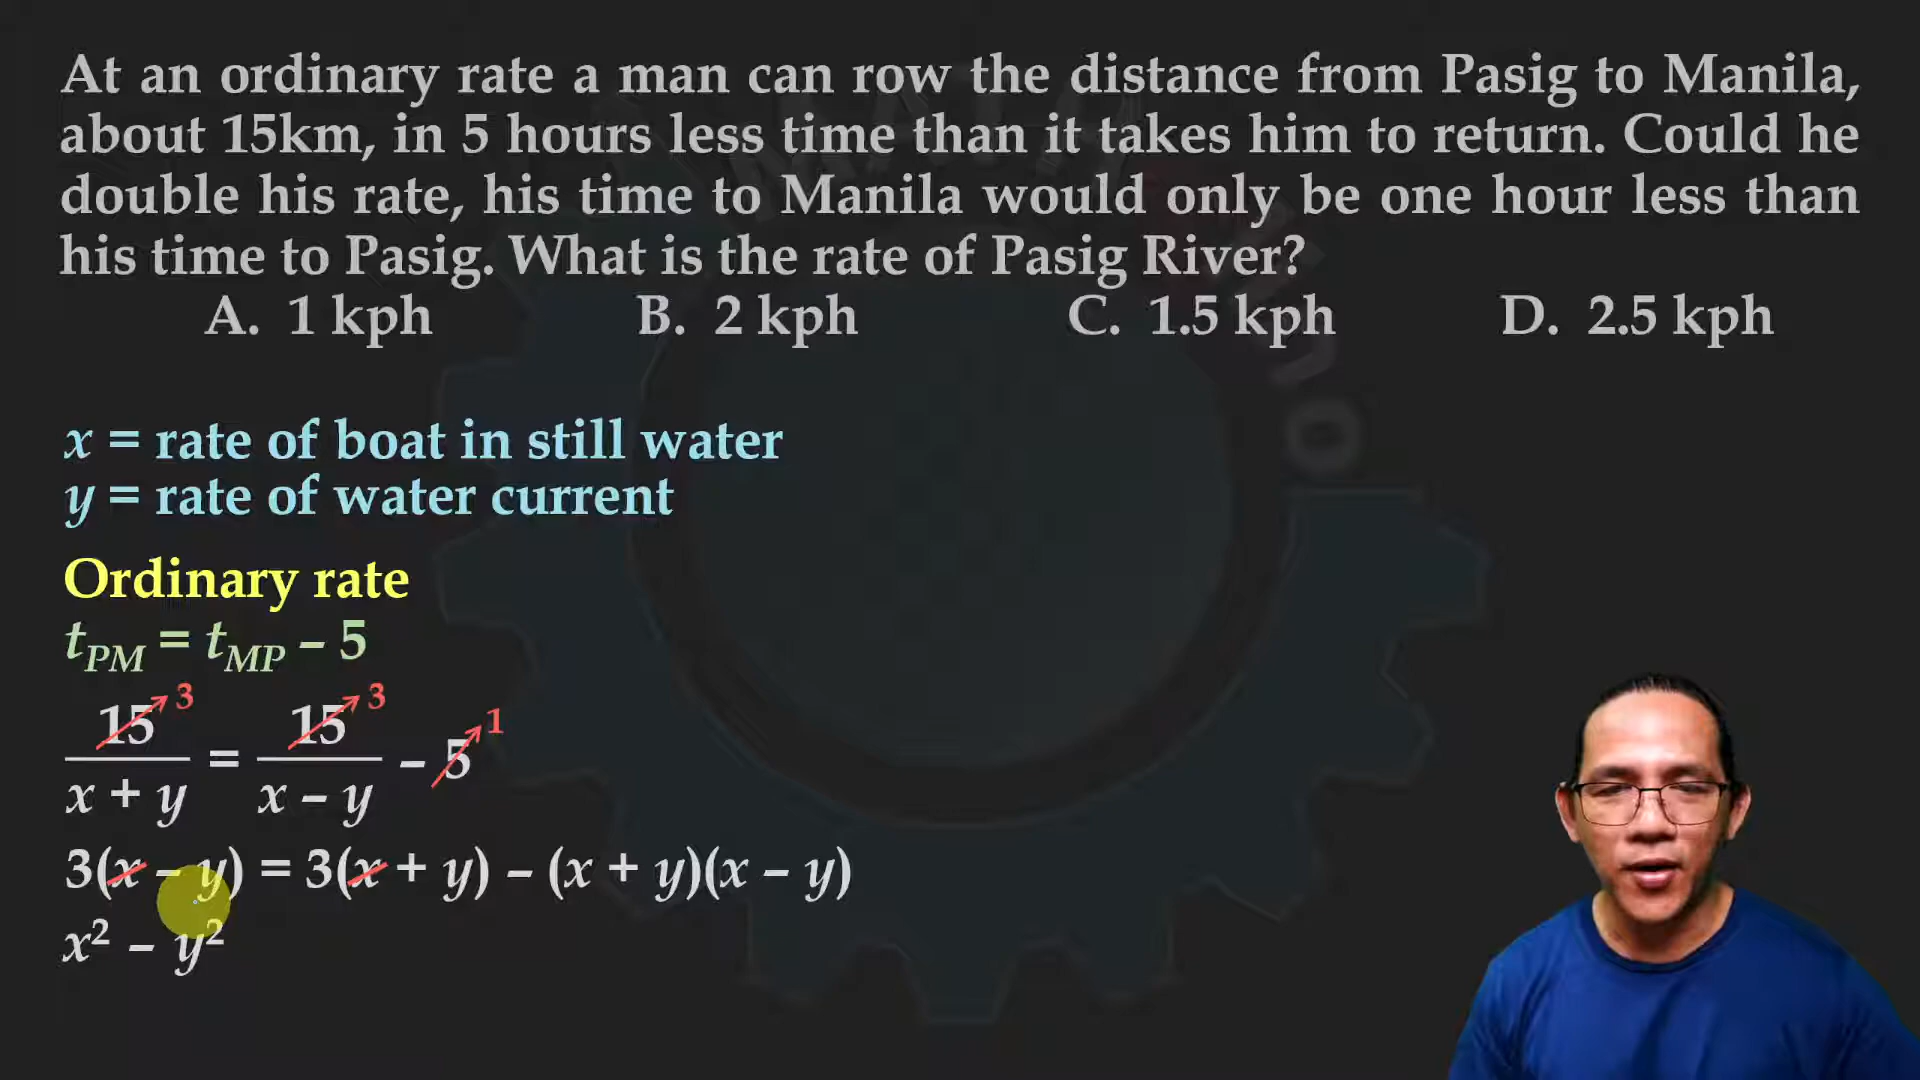 At an ordinary rate a man can row the distance from Pasig to Manila,
about 15km, in 5 hours less time than it takes him to return. Could he
double his rate, his time to Manila would only be one hour less than
his time to Pasig. What is the rate of Pasig River?
A. 1 kph B. 2 kph C. 1.5 kph D. 2.5 kph
x = rate of boat in still water
y = rate of water current
Ordinary rate
t_PM = t_MP – 5
15 3 15 3 5 1
—— = —— –
x + y x – y
3(x – y) = 3(x + y) – (x + y)(x – y)
x² – y²